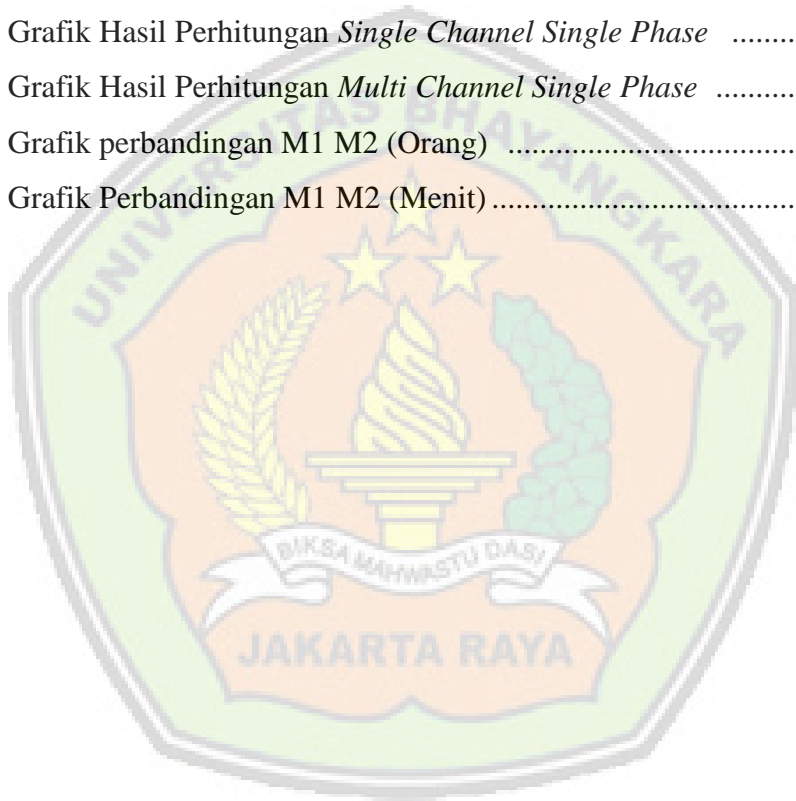 Grafik Hasil Perhitungan Single Channel Single Phase ........
Grafik Hasil Perhitungan Multi Channel Single Phase ..........
Grafik perbandingan M1 M2 (Orang) ....................................
Grafik Perbandingan M1 M2 (Menit) ......................................
UNIVERSITAS BHAYANGKARA
BIKSA MAHWASTU DASI
JAKARTA RAYA